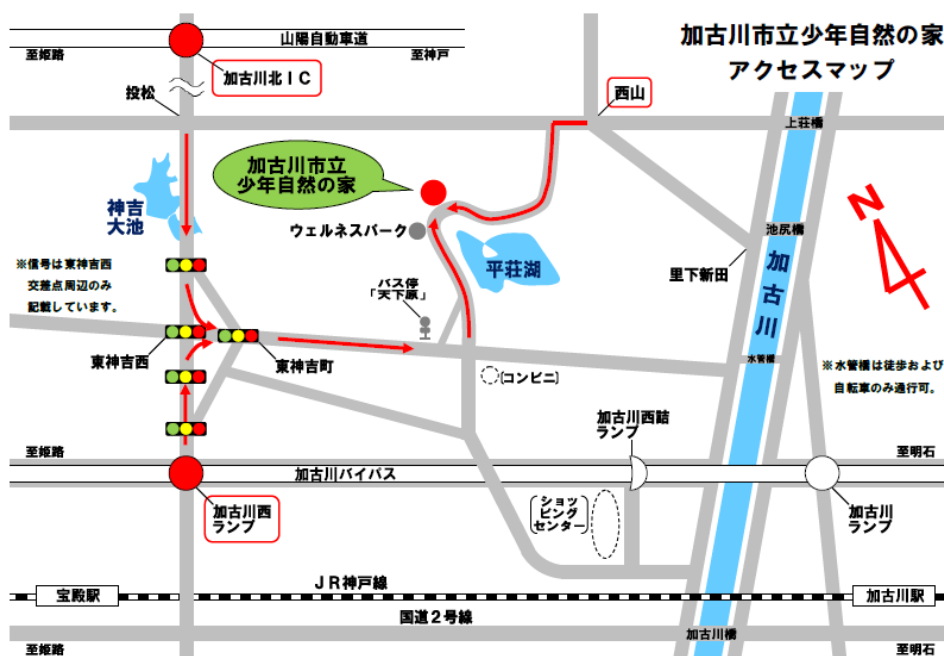 加古川市立少年自然の家
アクセスマップ
山陽自動車道
至姫路
至神戸
加古川北IC
投松
西山
上荘橋
加古川市立
少年自然の家
神吉
大池
ウェルネスパーク
平荘湖
池尻橋
加古川
N
里下新田
※信号は東神吉西
交差点周辺のみ
記載しています。
バス停
「天下原」
東神吉西
東神吉町
水管橋
※水管橋は徒歩および
自転車のみ通行可。
(コンビニ)
加古川西詰
ランプ
至姫路
加古川バイパス
至明石
加古川西
ランプ
ショッ
ピング
センター
加古川
ランプ
JR神戸線
宝殿駅
加古川駅
国道2号線
加古川橋
至姫路
至明石